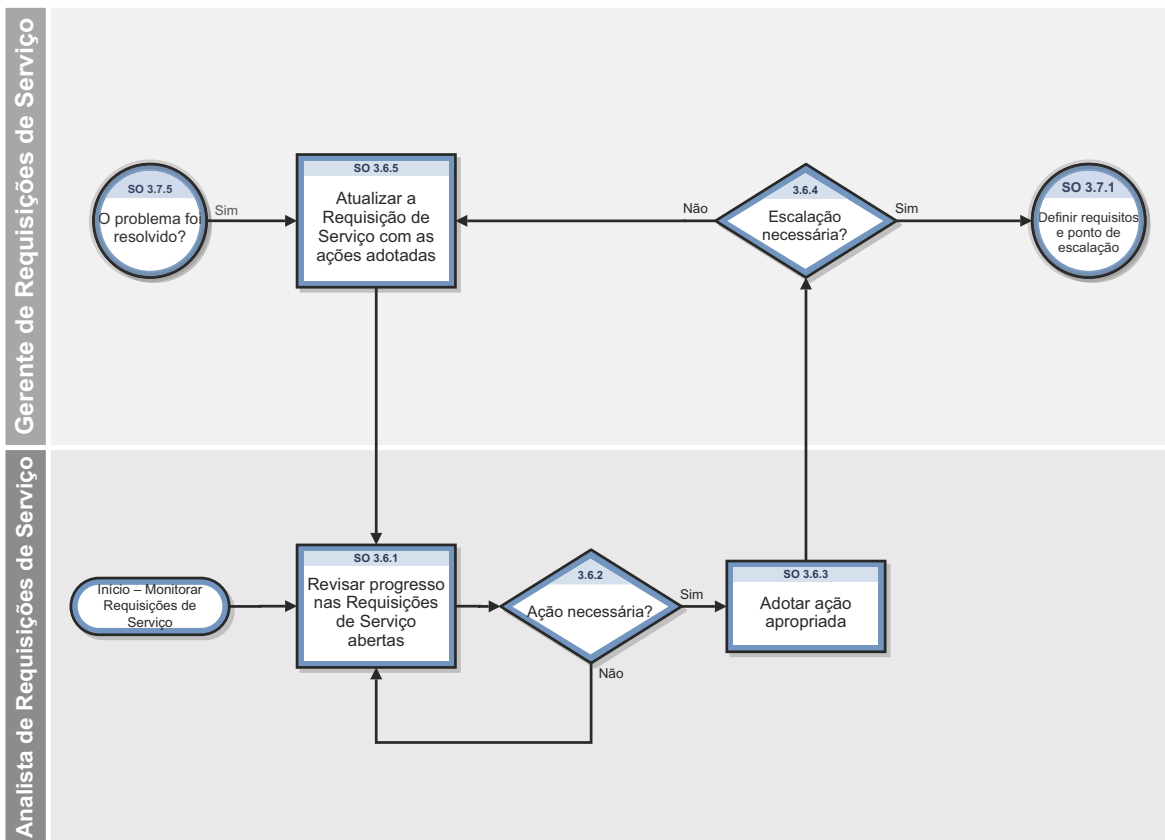 Gerente de Requisições de Serviço
SO 3.7.5
O problema foi
resolvido?
Sim
SO 3.6.5
Atualizar a
Requisição de
Serviço com as
ações adotadas
Não
3.6.4
Escalação
necessária?
Sim
SO 3.7.1
Definir requisitos
e ponto de
escalação
Analista de Requisições de Serviço
Início – Monitorar
Requisições de
Serviço
SO 3.6.1
Revisar progresso
nas Requisições
de Serviço
abertas
3.6.2
Ação necessária?
Sim
Não
SO 3.6.3
Adotar ação
apropriada